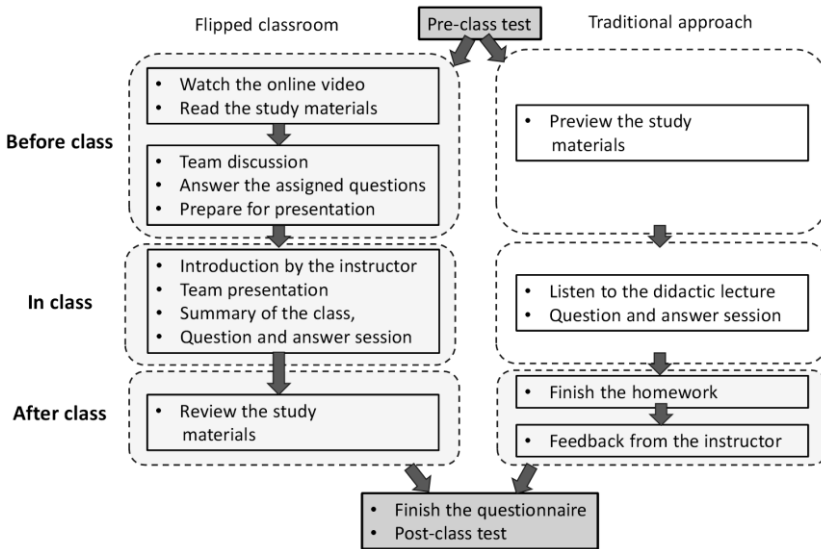 Flipped classroom
Pre-class test
Traditional approach
Before class
• Watch the online video
• Read the study materials
• Team discussion
• Answer the assigned questions
• Prepare for presentation
• Preview the study
materials
In class
• Introduction by the instructor
• Team presentation
• Summary of the class,
• Question and answer session
• Listen to the didactic lecture
• Question and answer session
After class
• Review the study
materials
• Finish the homework
• Feedback from the instructor
• Finish the questionnaire
• Post-class test